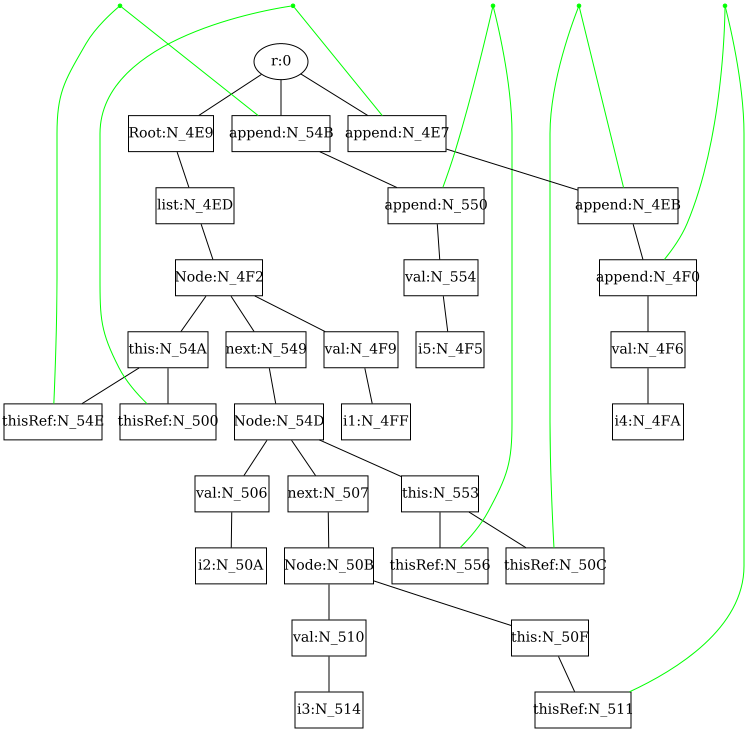 r:0
Root:N_4E9
append:N_54B
append:N_4E7
list:N_4ED
append:N_550
append:N_4EB
Node:N_4F2
val:N_554
append:N_4F0
this:N_54A
next:N_549
val:N_4F9
i5:N_4F5
val:N_4F6
thisRef:N_54E
thisRef:N_500
Node:N_54D
i1:N_4FF
i4:N_4FA
val:N_506
next:N_507
this:N_553
i2:N_50A
Node:N_50B
thisRef:N_556
thisRef:N_50C
val:N_510
this:N_50F
i3:N_514
thisRef:N_511